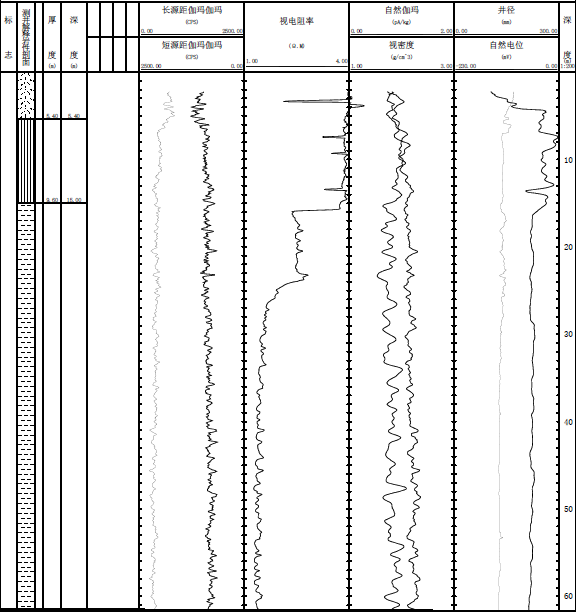 标 志
测井解释岩性剖面
厚 度 (m)
深 度 (m)
长源距伽玛伽玛
(CPS)
0.00 2500.00
短源距伽玛伽玛
(CPS)
2500.00 0.00
视电阻率
(Ω.M)
1.00 4.00
自然伽玛
(pA/kg)
0.00 2.00
视密度
(g/cm^3)
1.00 3.00
井径
(mm)
0.00 300.00
自然电位
(mV)
0.00
深 度 (m)
1:200
5.40 5.40
9.60 15.00
10
20
30
40
50
60